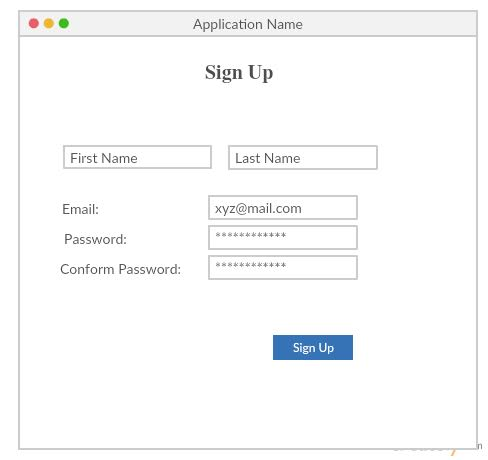 Application Name
Sign Up
First Name Last Name
Email: xyz@mail.com
Password: ************
Conform Password: ************
Sign Up